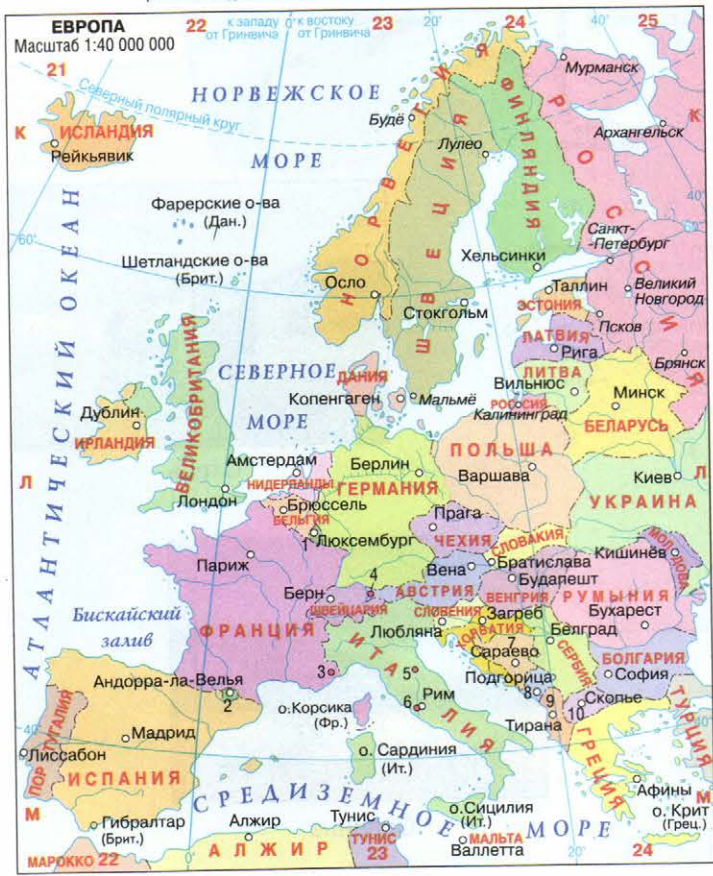 ЕВРОПА
Масштаб 1:40 000 000
22
к западу
от Гринвича
0°
к востоку
от Гринвича
23
20°
24
40°
25
21
Северный полярный круг
НОРВЕЖСКОЕ
МОРЕ
К
ИСЛАНДИЯ
Рейкьявик
Будё
Лулео
Мурманск
Архангельск
К
НОРВЕГИЯ
ШВЕЦИЯ
ФИНЛЯНДИЯ
РОССИЯ
Фарерские о-ва
(Дан.)
Шетландские о-ва
(Брит.)
60°
40°
60°
АТЛАНТИЧЕСКИЙ ОКЕАН
Осло
Стокгольм
Хельсинки
Санкт-
-Петербург
Таллин
ЭСТОНИЯ
Великий
Новгород
Псков
ЛАТВИЯ
Рига
Брянск
ЛИТВА
Вильнюс
РОССИЯ
Калининград
Минск
БЕЛАРУСЬ
СЕВЕРНОЕ
МОРЕ
ДАНИЯ
Копенгаген
Мальмё
ВЕЛИКОБРИТАНИЯ
Дублин
ИРЛАНДИЯ
Лондон
Л
Амстердам
НИДЕРЛАНДЫ
Берлин
ГЕРМАНИЯ
ПОЛЬША
Варшава
Киев
Л
УКРАИНА
Брюссель
БЕЛЬГИЯ
1
Люксембург
Прага
ЧЕХИЯ
СЛОВАКИЯ
Кишинёв
МОЛДОВА
Париж
4
Вена
Братислава
Будапешт
Берн
ШВЕЙЦАРИЯ
АВСТРИЯ
ВЕНГРИЯ
РУМЫНИЯ
Бухарест
Бискайский
залив
ФРАНЦИЯ
СЛОВЕНИЯ
Любляна
Загреб
ХОРВАТИЯ
Белград
7
Сараево
СЕРБИЯ
БОЛГАРИЯ
София
ИТАЛИЯ
3
5
6
Рим
Подгорица
8
9
10
Скопье
Тирана
Андорра-ла-Велья
2
о.Корсика
(Фр.)
40°
40°
ТУРЦИЯ
ПОРТУГАЛИЯ
Лиссабон
Мадрид
ИСПАНИЯ
о. Сардиния
(Ит.)
ГРЕЦИЯ
Афины
М
М
СРЕДИЗЕМНОЕ МОРЕ
о.Сицилия
(Ит.)
о. Крит
(Грец.)
Гибралтар
(Брит.)
Алжир
Тунис
МАЛЬТА
Валлетта
МАРОККО
22
0°
АЛЖИР
ТУНИС
23
20°
24